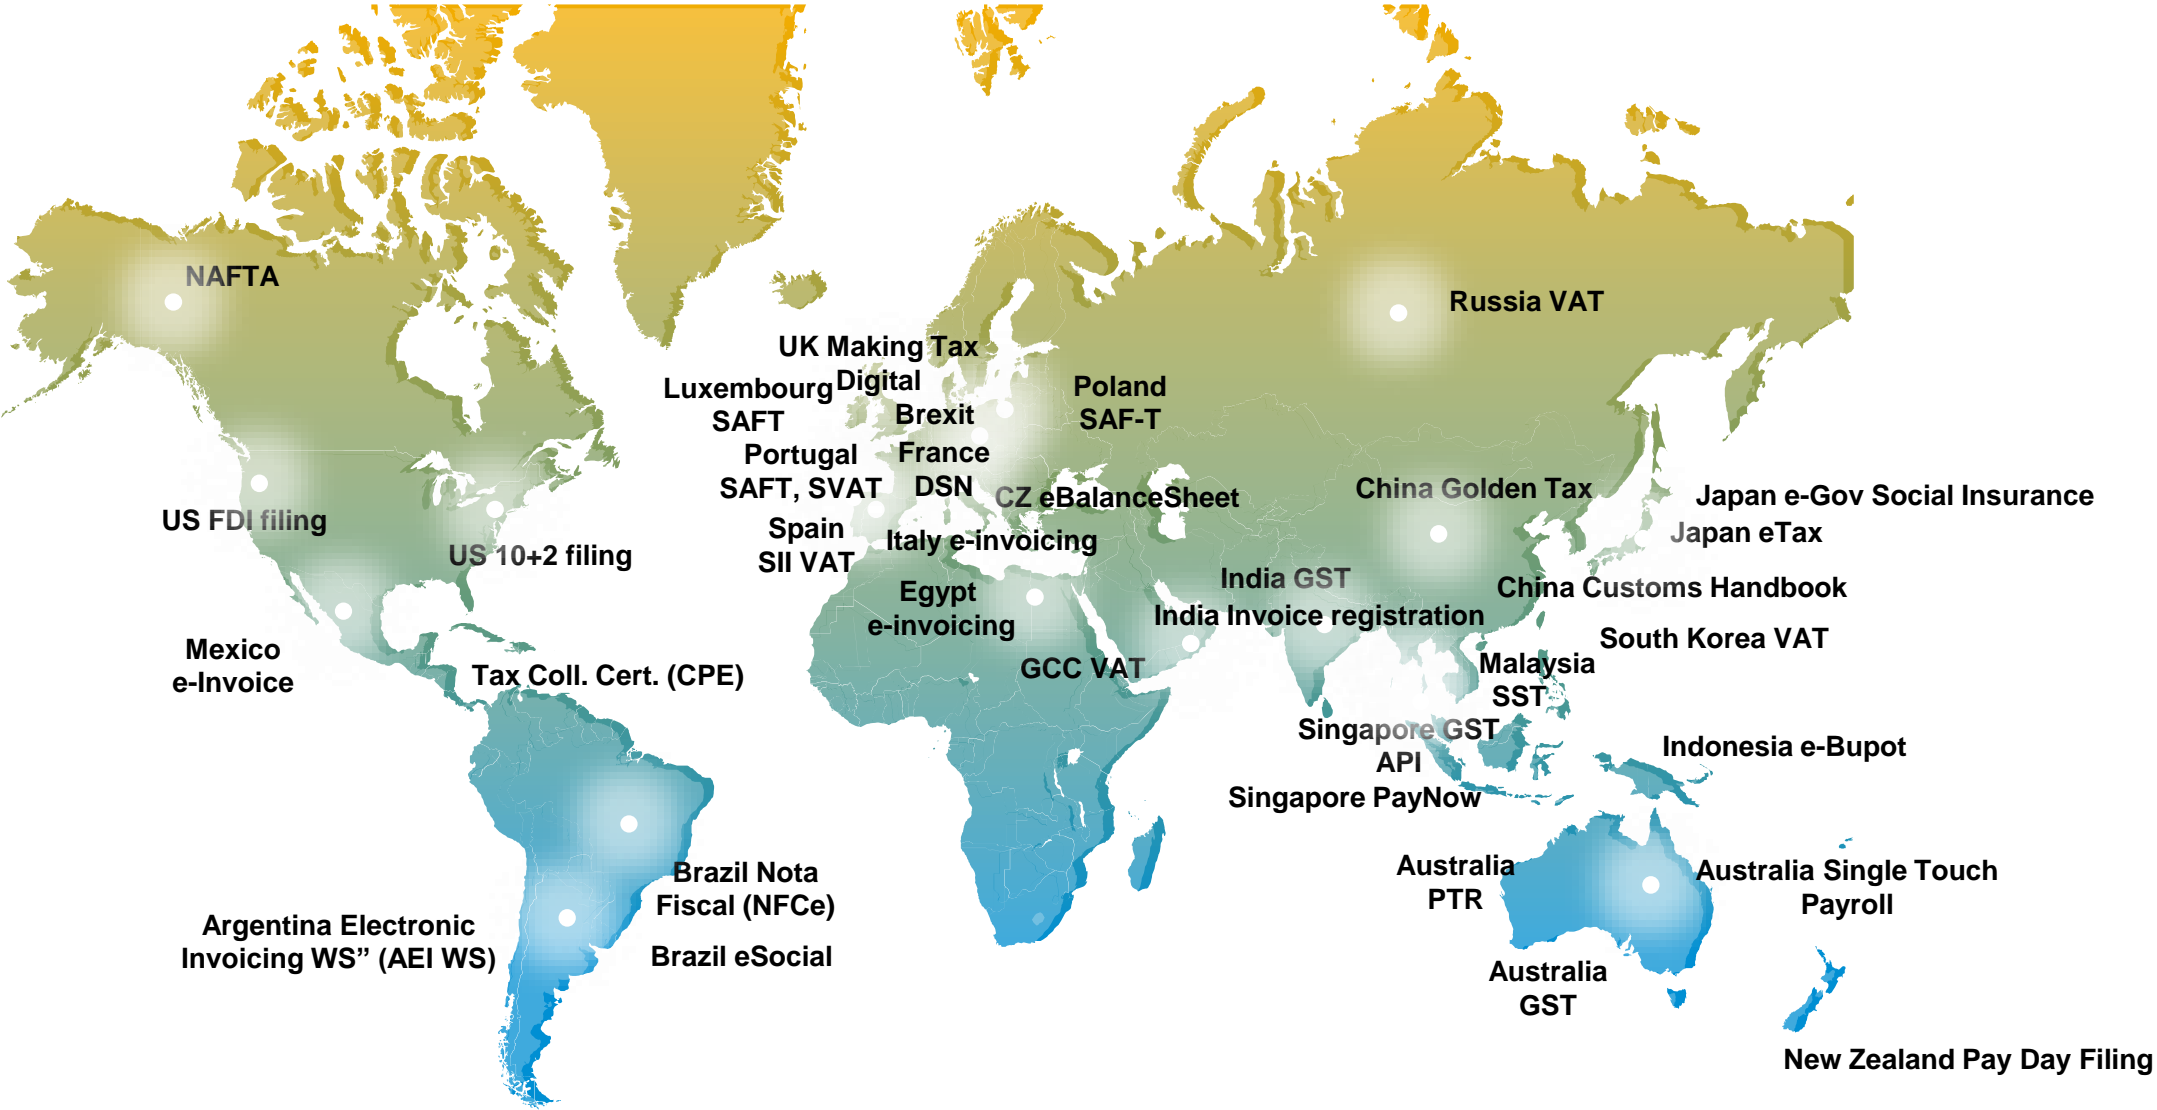 NAFTA
Russia VAT
UK Making Tax
Digital
Luxembourg
SAFT
Brexit
Poland
SAF-T
Portugal
SAFT, SVAT
France
DSN
CZ eBalanceSheet
China Golden Tax
Japan e-Gov Social Insurance
Japan eTax
US FDI filing
US 10+2 filing
Spain
SII VAT
Italy e-invoicing
Egypt
e-invoicing
India GST
India Invoice registration
China Customs Handbook
South Korea VAT
Mexico
e-Invoice
Tax Coll. Cert. (CPE)
GCC VAT
Malaysia
SST
Singapore GST
API
Singapore PayNow
Indonesia e-Bupot
Brazil Nota
Fiscal (NFCe)
Brazil eSocial
Argentina Electronic
Invoicing WS” (AEI WS)
Australia
PTR
Australia Single Touch
Payroll
Australia
GST
New Zealand Pay Day Filing